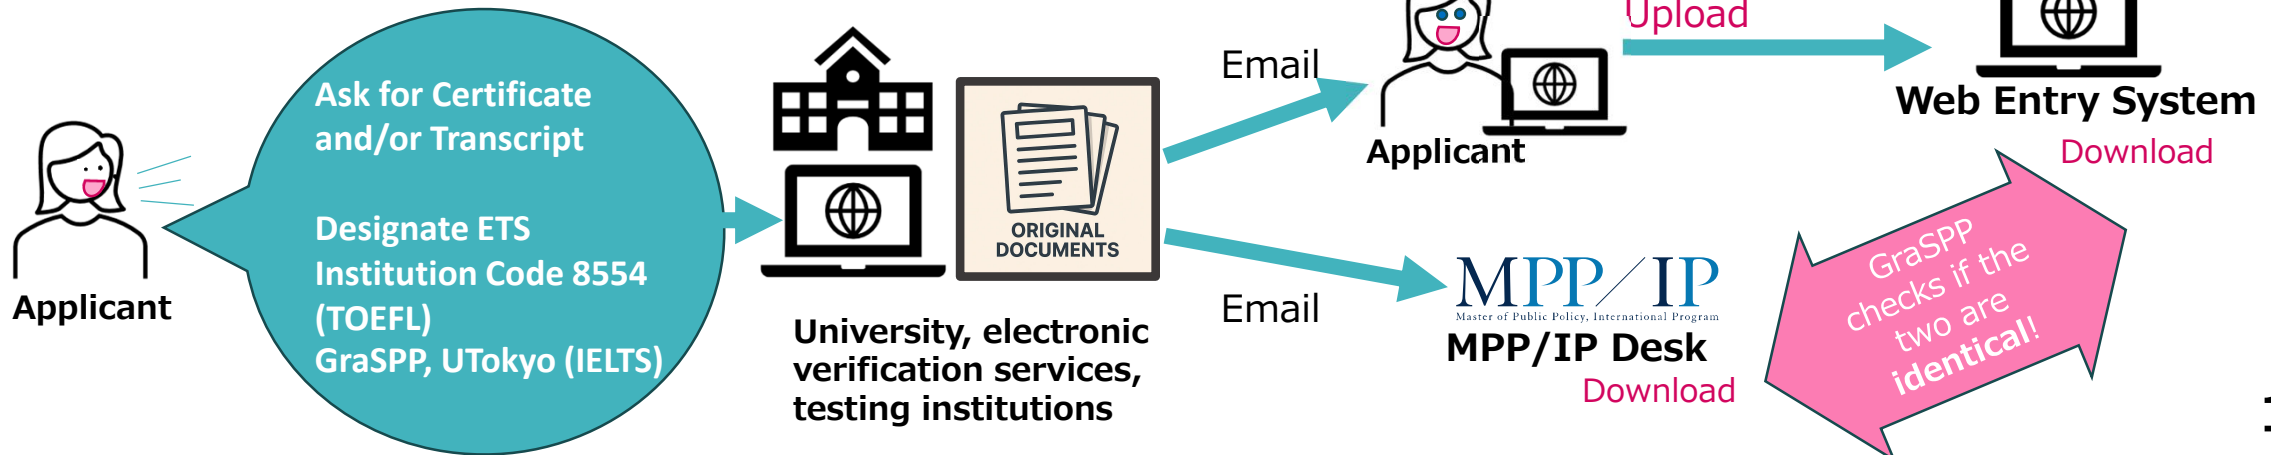 Applicant
Ask for Certificate
and/or Transcript
Designate ETS
Institution Code 8554
(TOEFL)
GraSPP, UTokyo (IELTS)
ORIGINAL
DOCUMENTS
University, electronic
verification services,
testing institutions
Email
Applicant
Upload
Web Entry System
Download
Email
MPP/IP
Master of Public Policy, International Program
MPP/IP Desk
Download
GraSPP
checks if the
two are
identical!